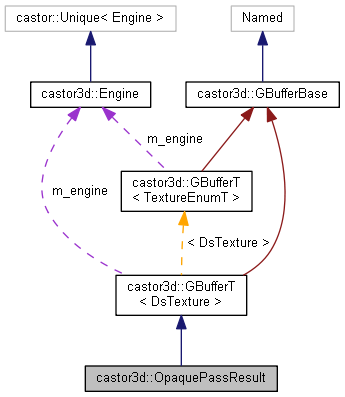 castor::Unique< Engine >
Named
castor3d::Engine
castor3d::GBufferBase
m_engine
m_engine
castor3d::GBufferT
< TextureEnumT >
< DsTexture >
castor3d::GBufferT
< DsTexture >
castor3d::OpaquePassResult